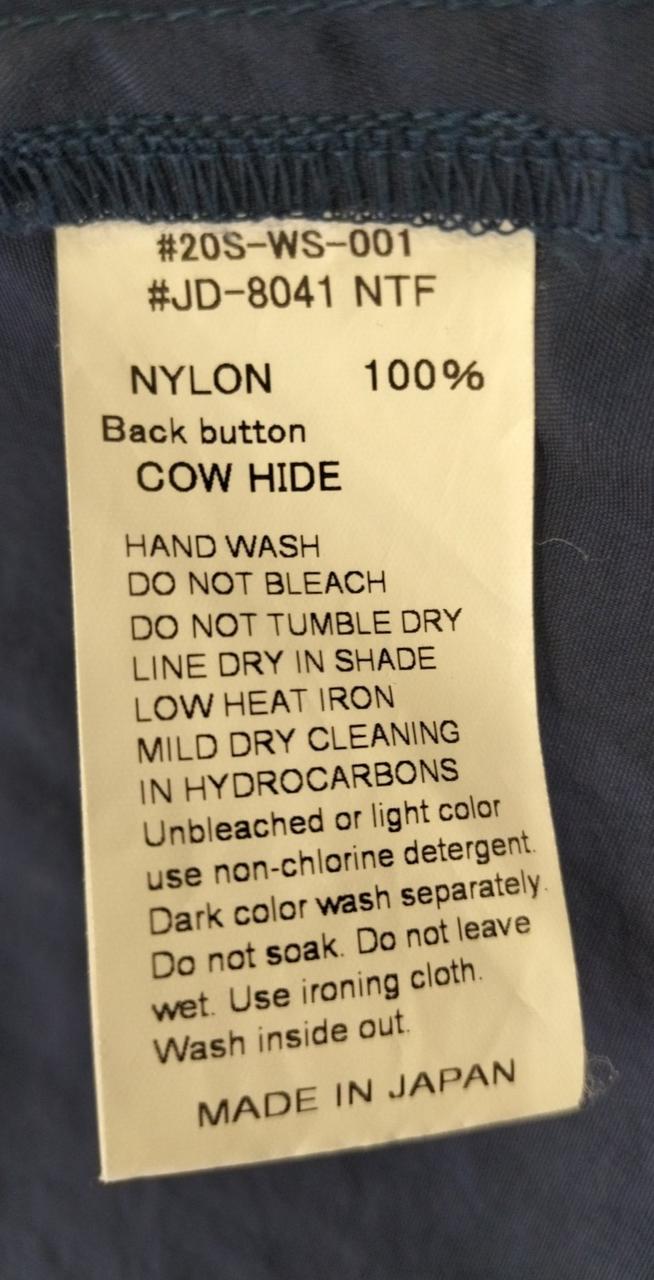 #20S-WS-001
#JD-8041 NTF
NYLON 100%
Back button
COW HIDE
HAND WASH
DO NOT BLEACH
DO NOT TUMBLE DRY
LINE DRY IN SHADE
LOW HEAT IRON
MILD DRY CLEANING
IN HYDROCARBONS
Unbleached or light color
use non-chlorine detergent.
Dark color wash separately.
Do not soak. Do not leave
wet. Use ironing cloth.
Wash inside out.
MADE IN JAPAN